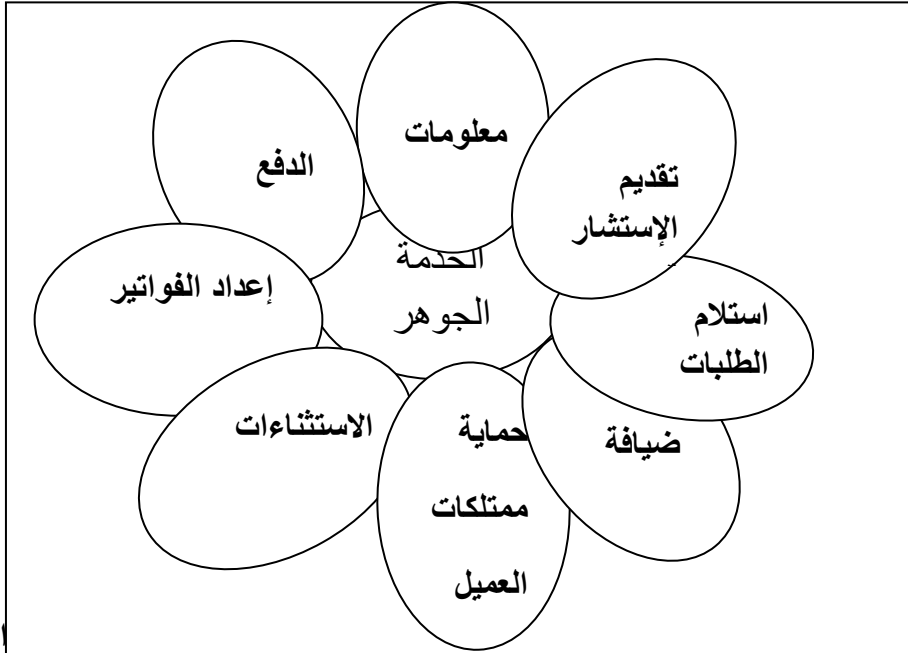 معلومات
تقديم
الإستشار
استلام
الطلبات
ضيافة
حماية
ممتلكات
العميل
الاستثناءات
إعداد الفواتير
الدفع
الخدمة
الجوهر